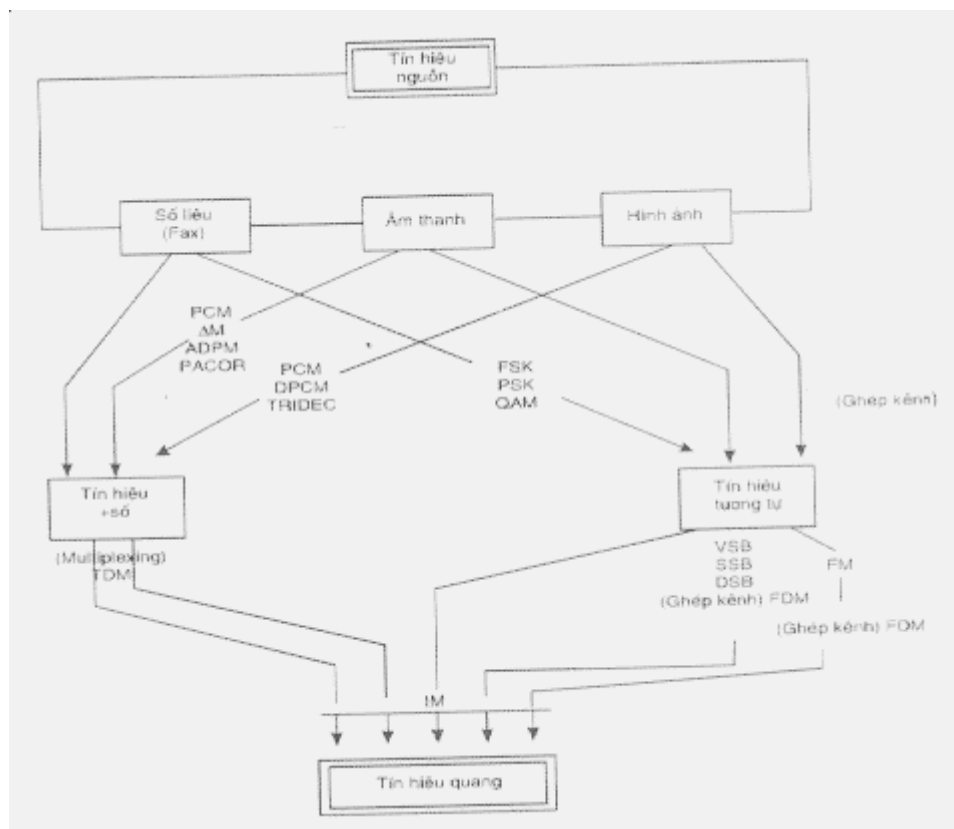 Tín hiệu
nguồn
Số liệu
(Fax)
Âm thanh
Hình ảnh
PCM
ΔM
ADPM
PACOR
PCM
DPCM
TRIDEC
FSK
PSK
QAM
(Ghép kênh)
Tín hiệu
+số
(Multiplexing)
TDM
Tín hiệu
tương tự
VSB
SSB
DSB
(Ghép kênh) FDM
FM
(Ghép kênh) FDM
IM
Tín hiệu quang